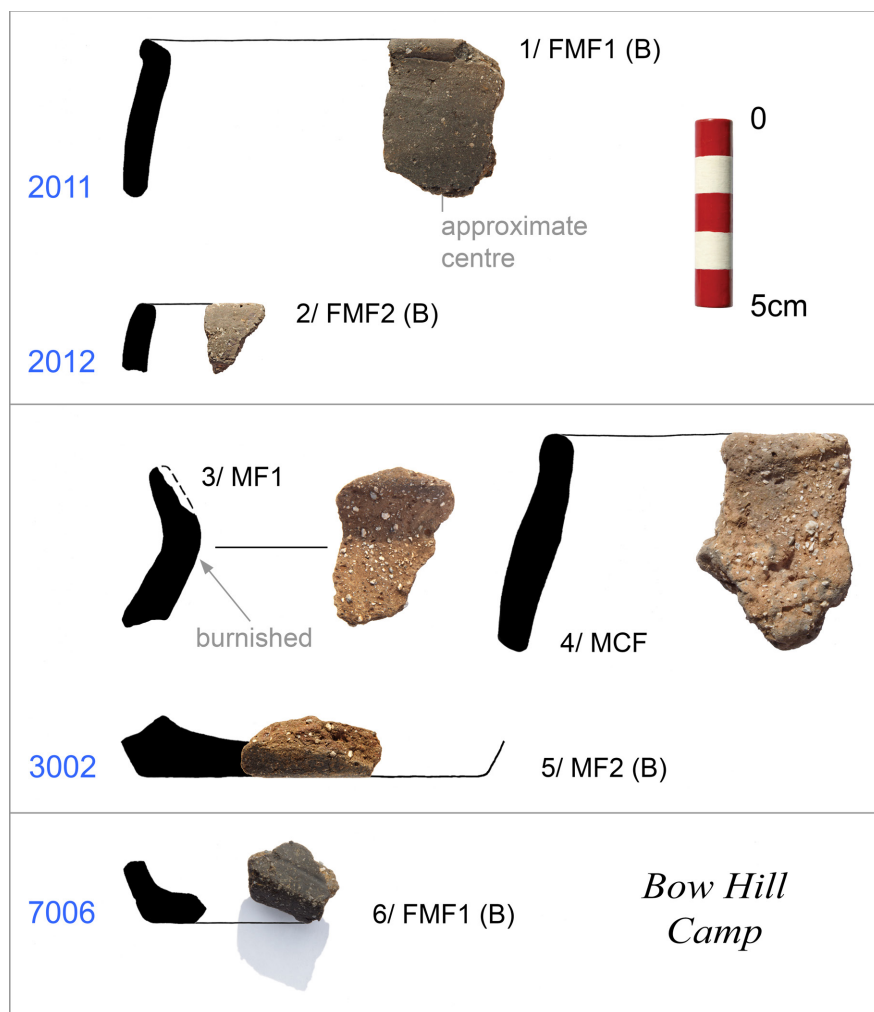 1/ FMF1 (B)
0
2011
approximate
centre
5cm
2/ FMF2 (B)
2012
3/ MF1
burnished
4/ MCF
3002
5/ MF2 (B)
7006
6/ FMF1 (B)
Bow Hill
Camp